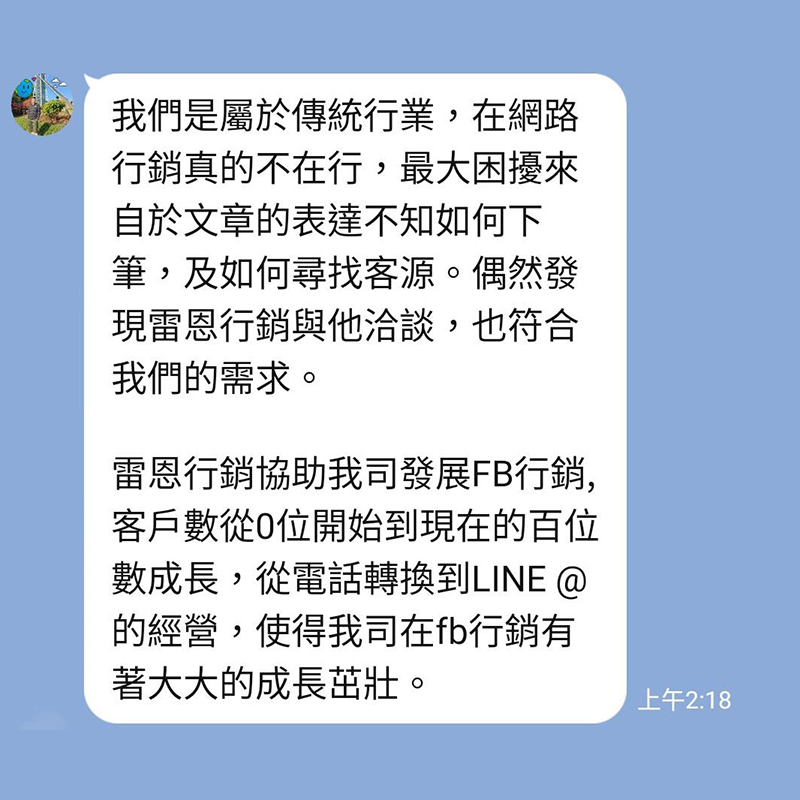 我們是屬於傳統行業，在網路
行銷真的不在行，最大困擾來
自於文章的表達不知如何下
筆，及如何尋找客源。偶然發
現雷恩行銷與他洽談，也符合
我們的需求。
雷恩行銷協助我司發展FB行銷,
客戶數從0位開始到現在的百位
數成長，從電話轉換到LINE @
的經營，使得我司在fb行銷有
著大大的成長茁壯。
上午2:18